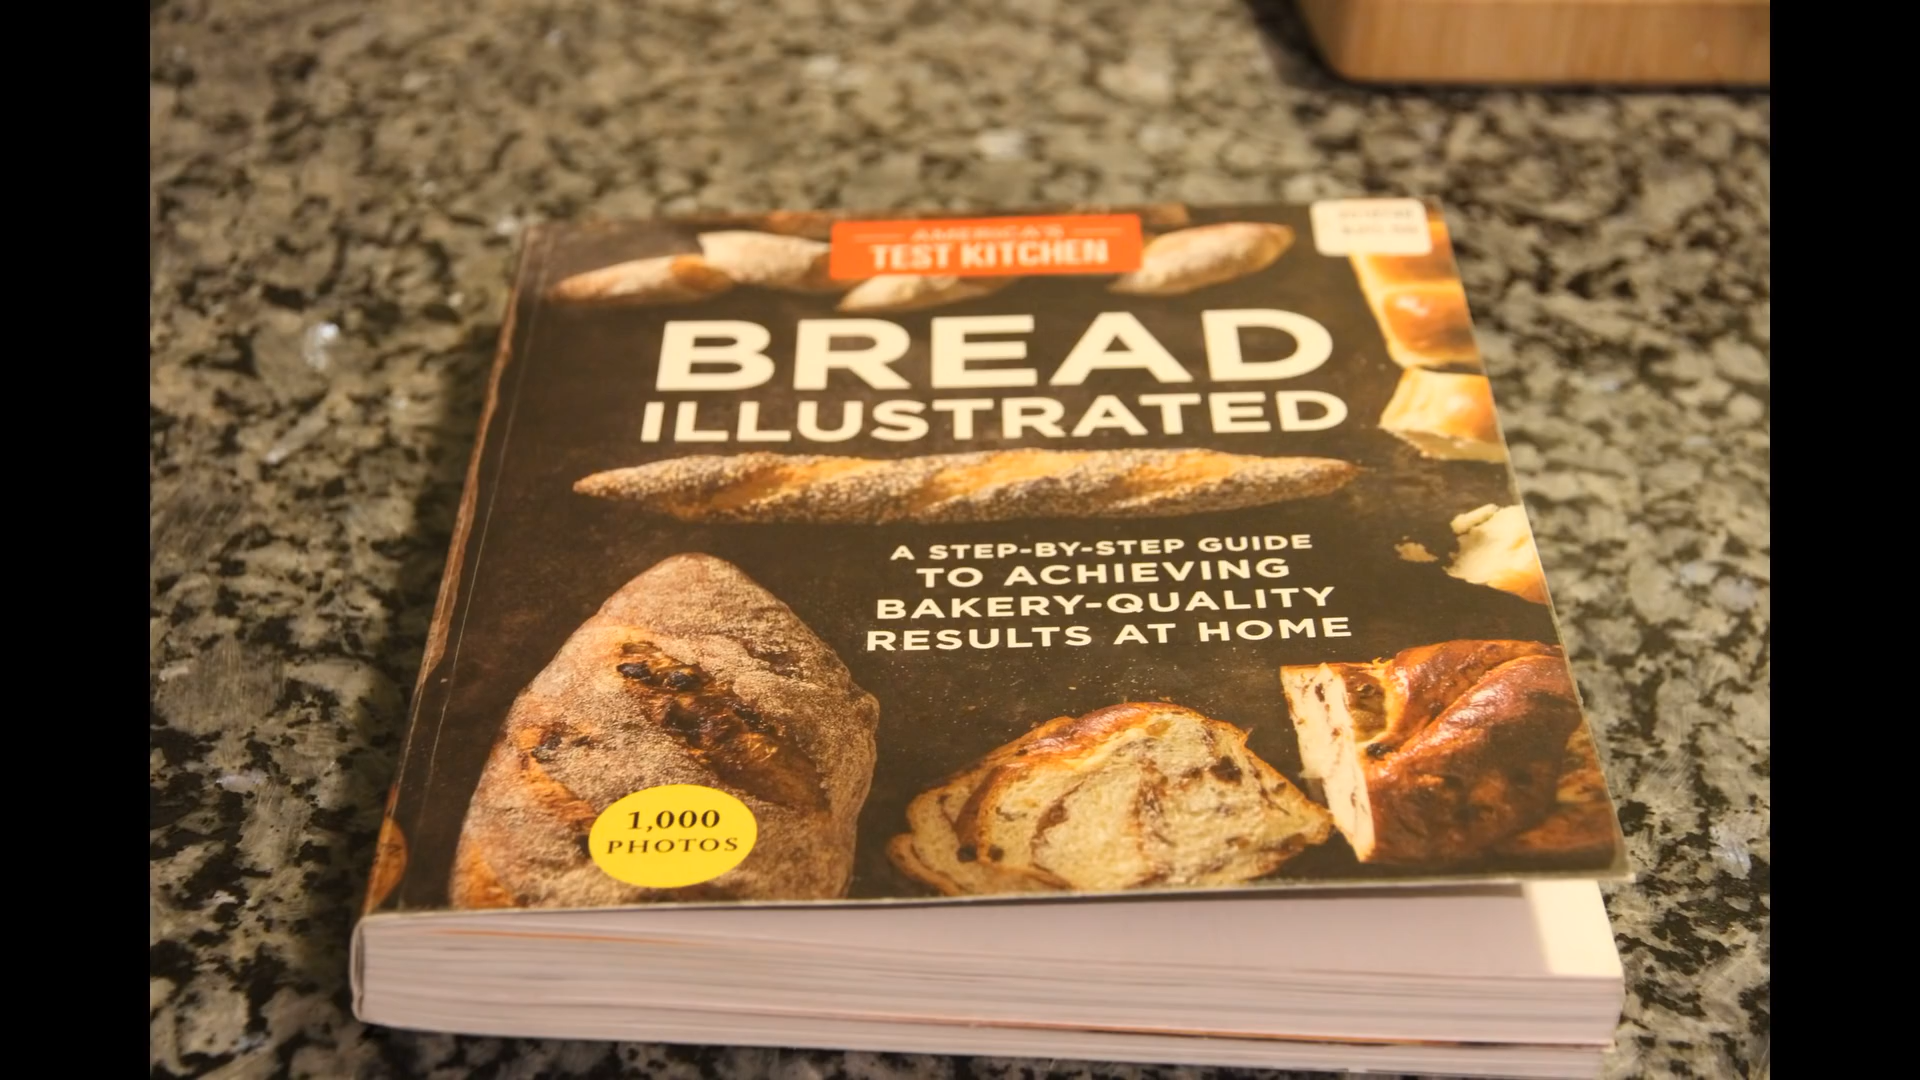 AMERICA'S
TEST KITCHEN
BREAD
ILLUSTRATED
A STEP-BY-STEP GUIDE
TO ACHIEVING
BAKERY-QUALITY
RESULTS AT HOME
1,000
PHOTOS